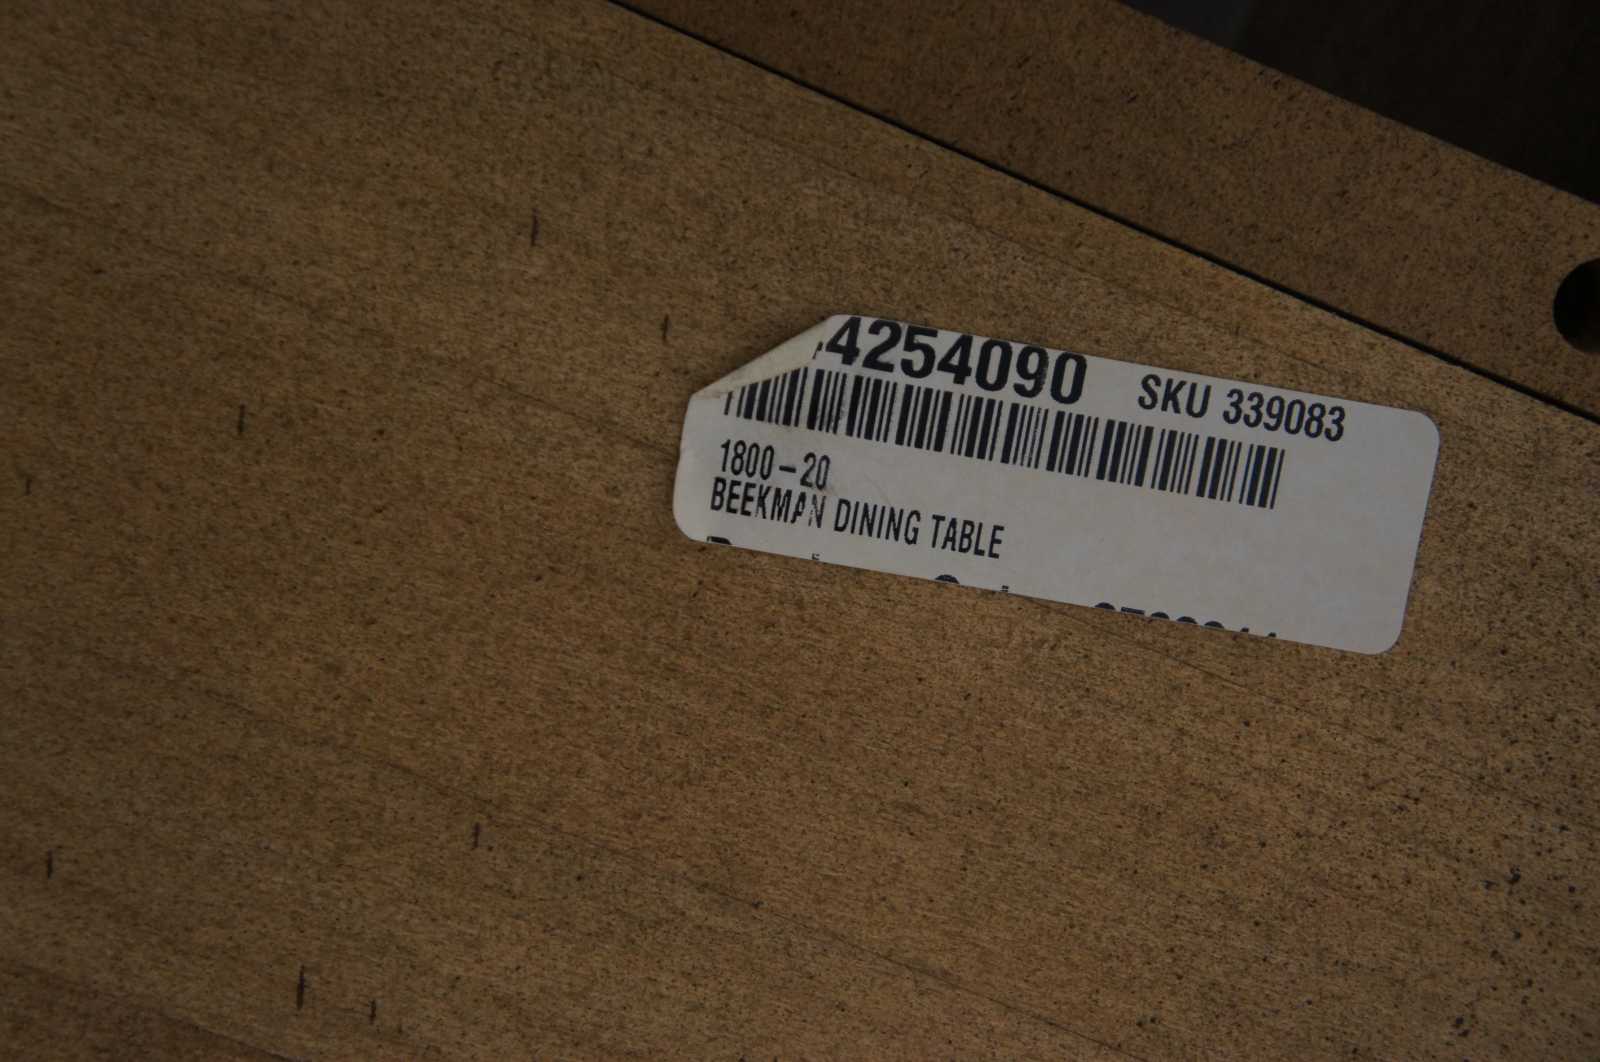 4254090 SKU 339083
1800-20
BEEKMAN DINING TABLE